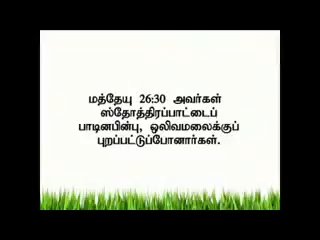 மத்தேயு 26:30 அவர்கள்
ஸ்தோத்திரப்பாட்டைப்
பாடினபின்பு, ஒலிவமலைக்குப்
புறப்பட்டுப்போனார்கள்.